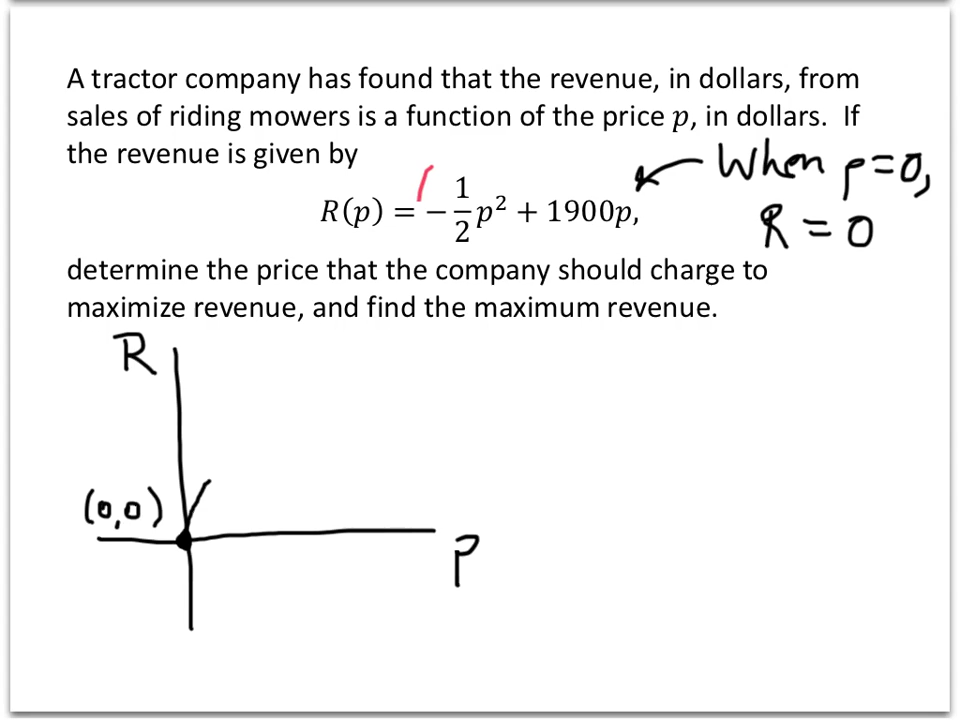 A tractor company has found that the revenue, in dollars, from
sales of riding mowers is a function of the price p, in dollars. If
the revenue is given by
R(p) = −1/2 p² + 1900p,
When p=0,
R = 0
determine the price that the company should charge to
maximize revenue, and find the maximum revenue.
R
(0,0)
P